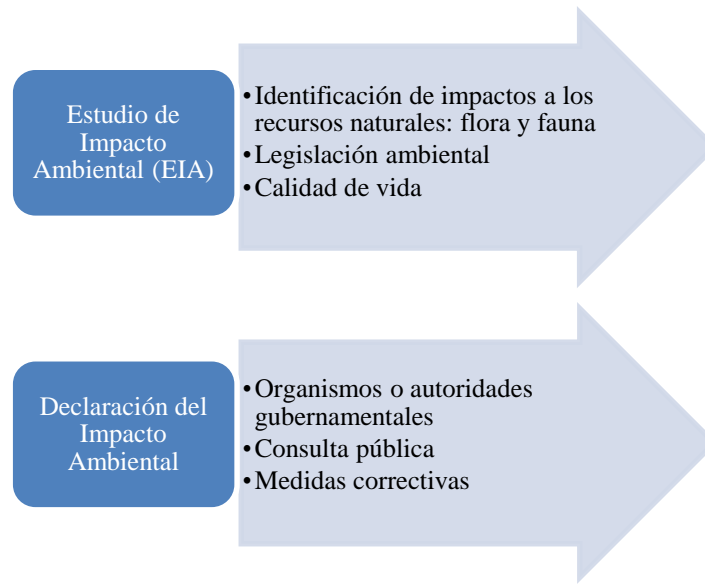 Estudio de
Impacto
Ambiental (EIA)
•Identificación de impactos a los
recursos naturales: flora y fauna
•Legislación ambiental
•Calidad de vida
Declaración del
Impacto
Ambiental
•Organismos o autoridades
gubernamentales
•Consulta pública
•Medidas correctivas